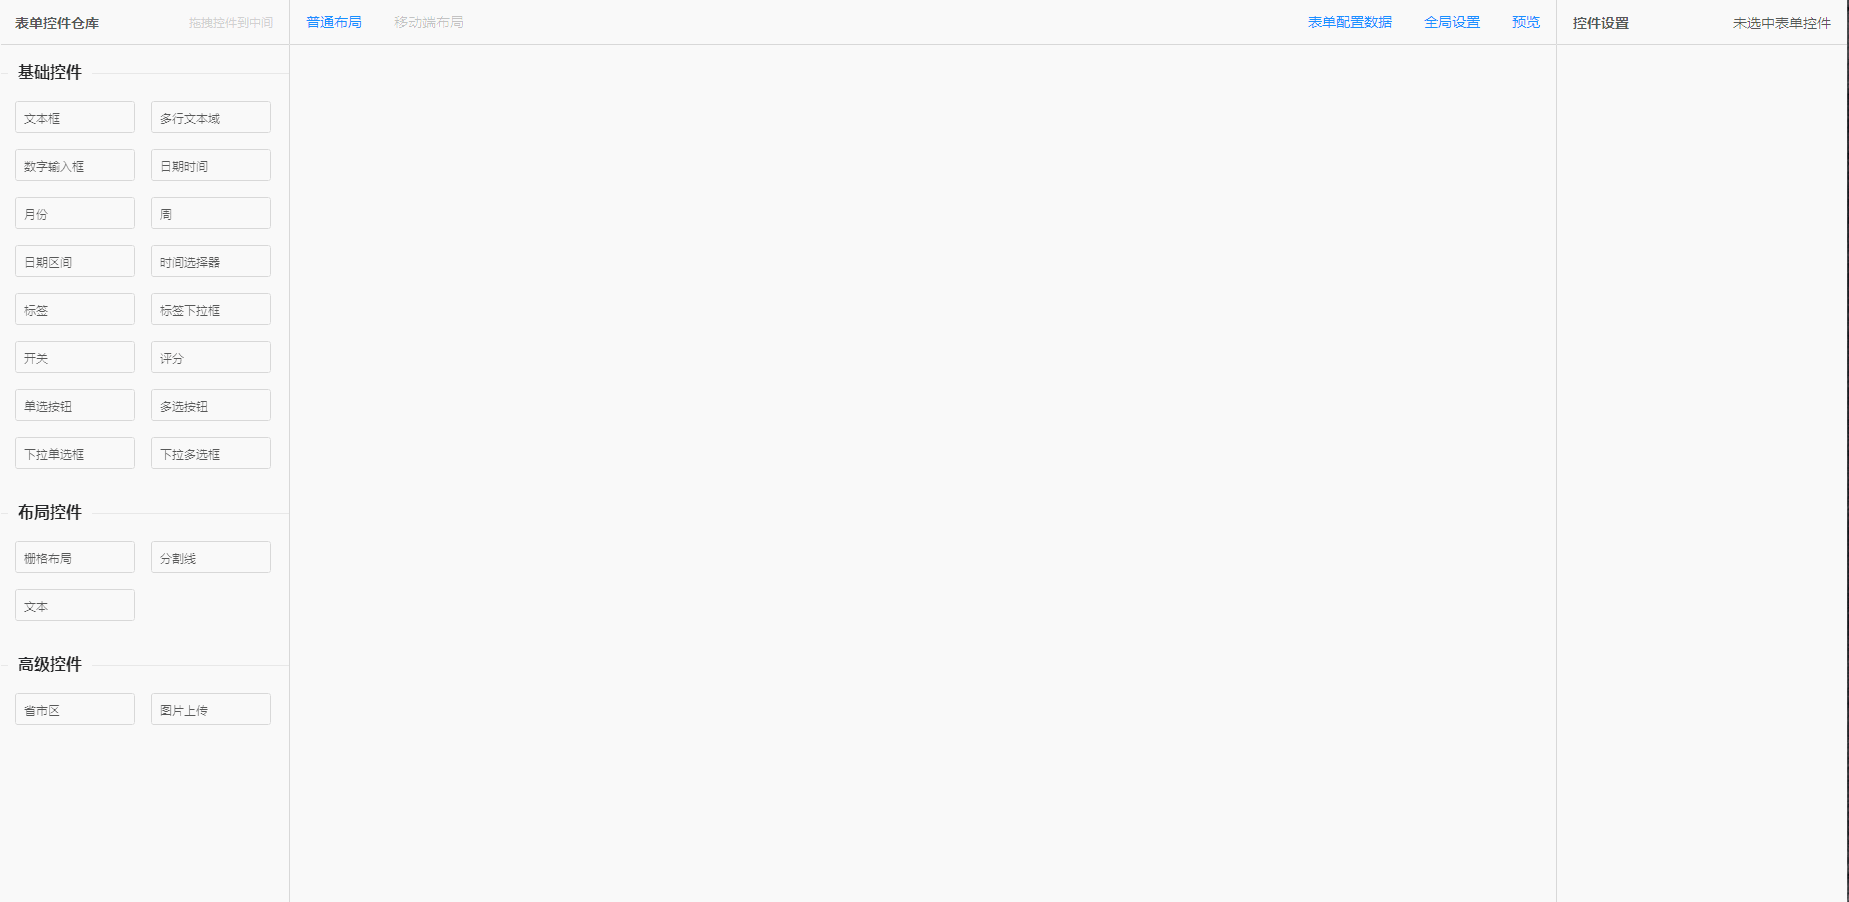 表单控件仓库 拖拽控件到中间
基础控件
文本框 多行文本域
数字输入框 日期时间
月份 周
日期区间 时间选择器
标签 标签下拉框
开关 评分
单选按钮 多选按钮
下拉单选框 下拉多选框
布局控件
栅格布局 分割线
文本
高级控件
省市区 图片上传
普通布局 移动端布局 表单配置数据 全局设置 预览
控件设置 未选中表单控件